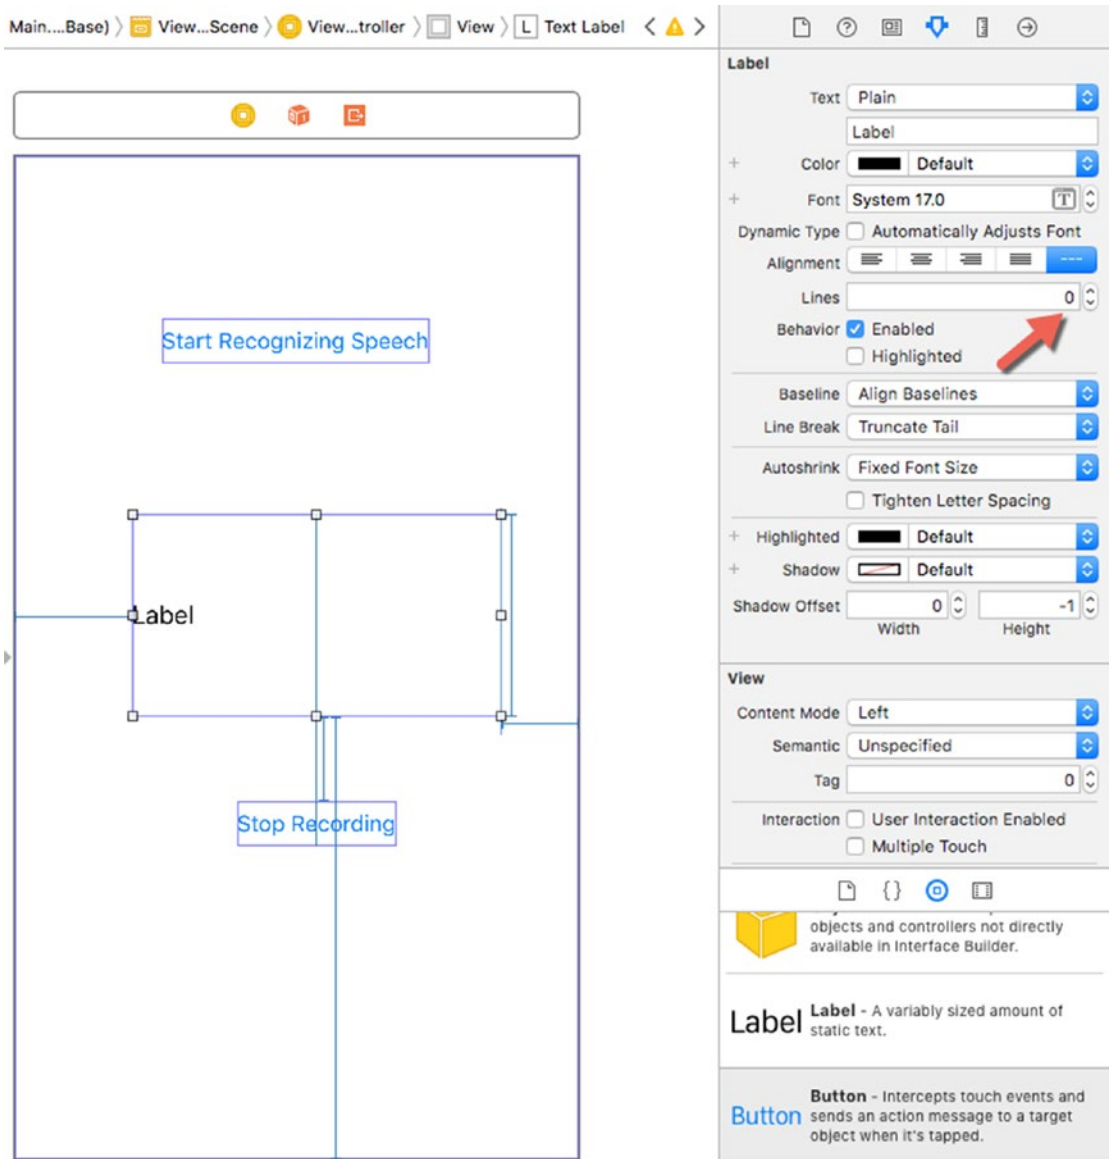 Main....Base) View...Scene View...troller View L Text Label
Start Recognizing Speech
Label
Stop Recording
Label
Text Plain
Label
Color Default
Font System 17.0 T
Dynamic Type Automatically Adjusts Font
Alignment ---
Lines 0
Behavior Enabled
Highlighted
Baseline Align Baselines
Line Break Truncate Tail
Autoshrink Fixed Font Size
Tighten Letter Spacing
Highlighted Default
Shadow Default
Shadow Offset 0 -1
Width Height
View
Content Mode Left
Semantic Unspecified
Tag 0
Interaction User Interaction Enabled
Multiple Touch
{}
objects and controllers not directly
available in Interface Builder.
Label Label - A variably sized amount of
static text.
Button - Intercepts touch events and
Button sends an action message to a target
object when it's tapped.